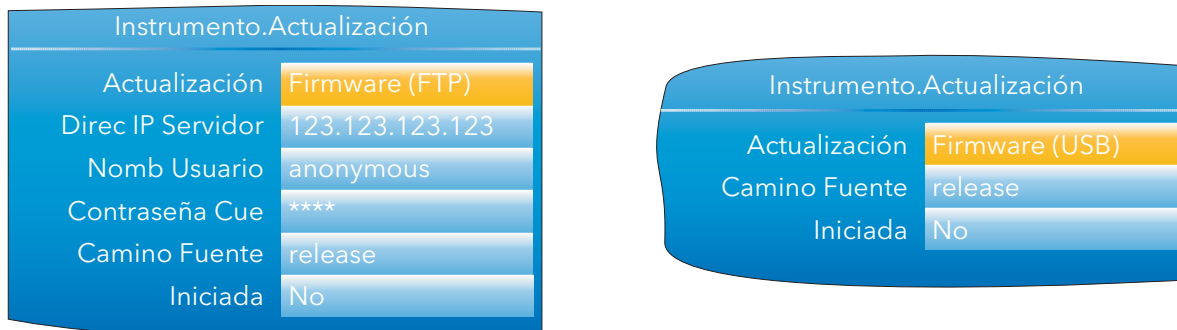 Instrumento.Actualización
Actualización Firmware (FTP)
Direc IP Servidor 123.123.123.123
Nomb Usuario anonymous
Contraseña Cue ****
Camino Fuente release
Iniciada No
Instrumento.Actualización
Actualización Firmware (USB)
Camino Fuente release
Iniciada No